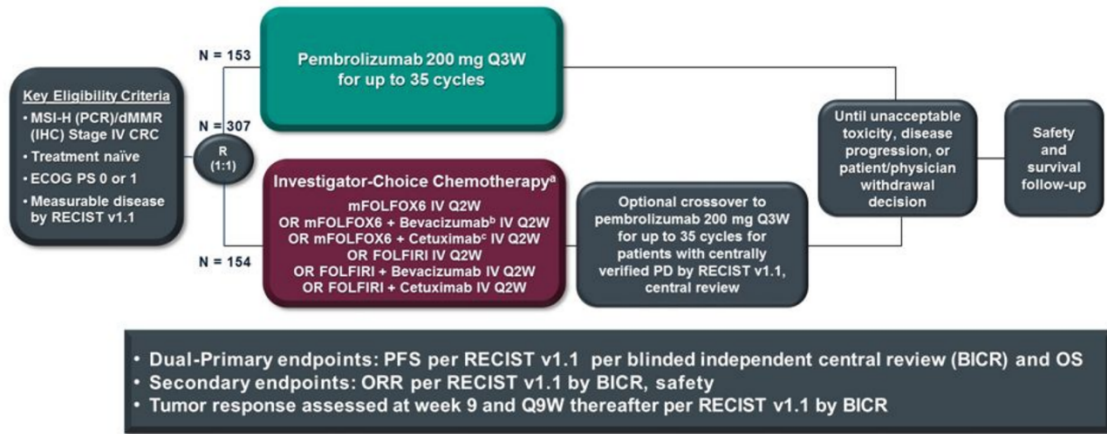 N = 153
Pembrolizumab 200 mg Q3W
for up to 35 cycles
Key Eligibility Criteria
• MSI-H (PCR)/dMMR
(IHC) Stage IV CRC
• Treatment naïve
• ECOG PS 0 or 1
• Measurable disease
by RECIST v1.1
N = 307
R
(1:1)
N = 154
Investigator-Choice Chemotherapyᵃ
mFOLFOX6 IV Q2W
OR mFOLFOX6 + Bevacizumabᵇ IV Q2W
OR mFOLFOX6 + Cetuximabᶜ IV Q2W
OR FOLFIRI IV Q2W
OR FOLFIRI + Bevacizumab IV Q2W
OR FOLFIRI + Cetuximab IV Q2W
Optional crossover to
pembrolizumab 200 mg Q3W
for up to 35 cycles for
patients with centrally
verified PD by RECIST v1.1,
central review
Until unacceptable
toxicity, disease
progression, or
patient/physician
withdrawal
decision
Safety
and
survival
follow-up
• Dual-Primary endpoints: PFS per RECIST v1.1 per blinded independent central review (BICR) and OS
• Secondary endpoints: ORR per RECIST v1.1 by BICR, safety
• Tumor response assessed at week 9 and Q9W thereafter per RECIST v1.1 by BICR